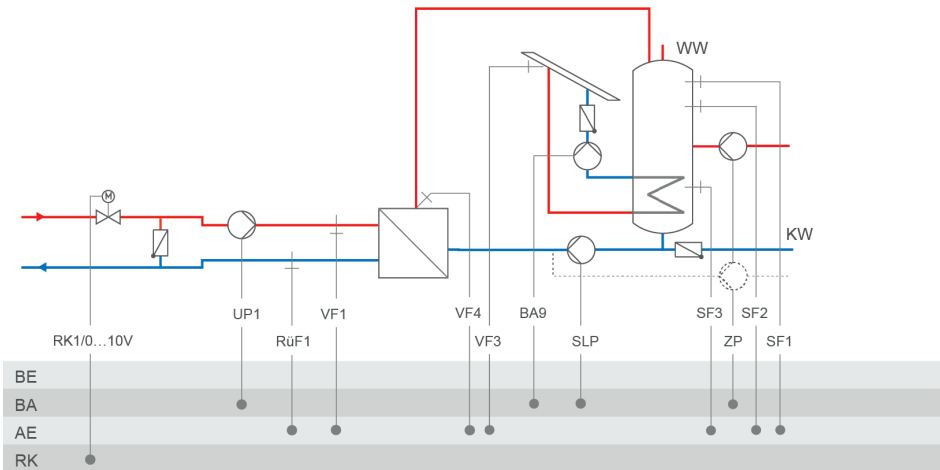 WW
M
KW
UP1
VF1
VF4
BA9
SF3
SF2
RK1/0...10V
RüF1
VF3
SLP
ZP
SF1
BE
BA
AE
RK